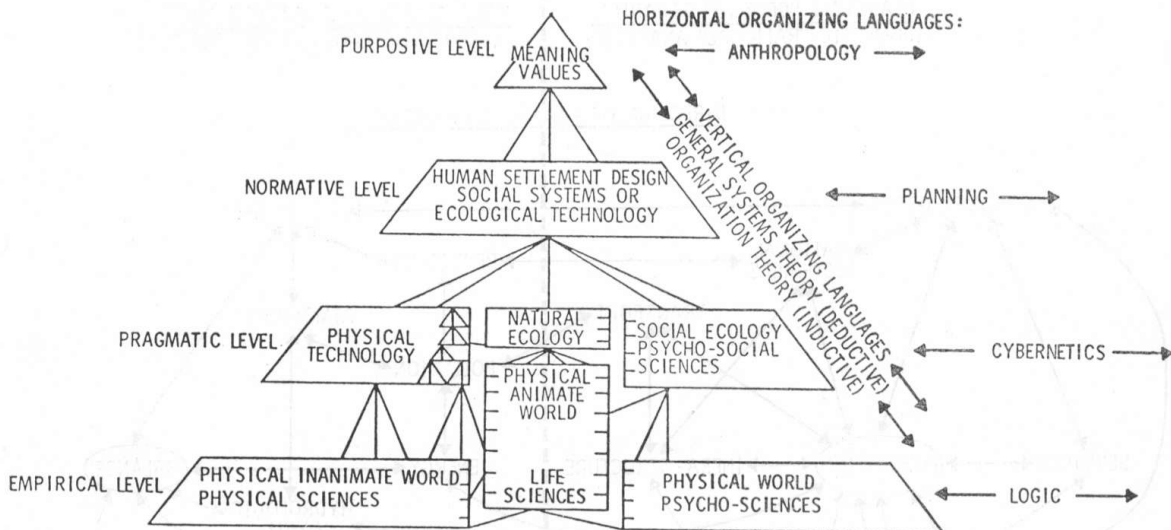 HORIZONTAL ORGANIZING LANGUAGES:
PURPOSIVE LEVEL
MEANING
VALUES
ANTHROPOLOGY
VERTICAL ORGANIZING LANGUAGES
GENERAL SYSTEMS THEORY (DEDUCTIVE)
ORGANIZATION THEORY (INDUCTIVE)
NORMATIVE LEVEL
HUMAN SETTLEMENT DESIGN
SOCIAL SYSTEMS OR
ECOLOGICAL TECHNOLOGY
PLANNING
PRAGMATIC LEVEL
PHYSICAL
TECHNOLOGY
NATURAL
ECOLOGY
SOCIAL ECOLOGY
PSYCHO-SOCIAL
SCIENCES
CYBERNETICS
PHYSICAL
ANIMATE
WORLD
EMPIRICAL LEVEL
PHYSICAL INANIMATE WORLD
PHYSICAL SCIENCES
LIFE
SCIENCES
PHYSICAL WORLD
PSYCHO-SCIENCES
LOGIC